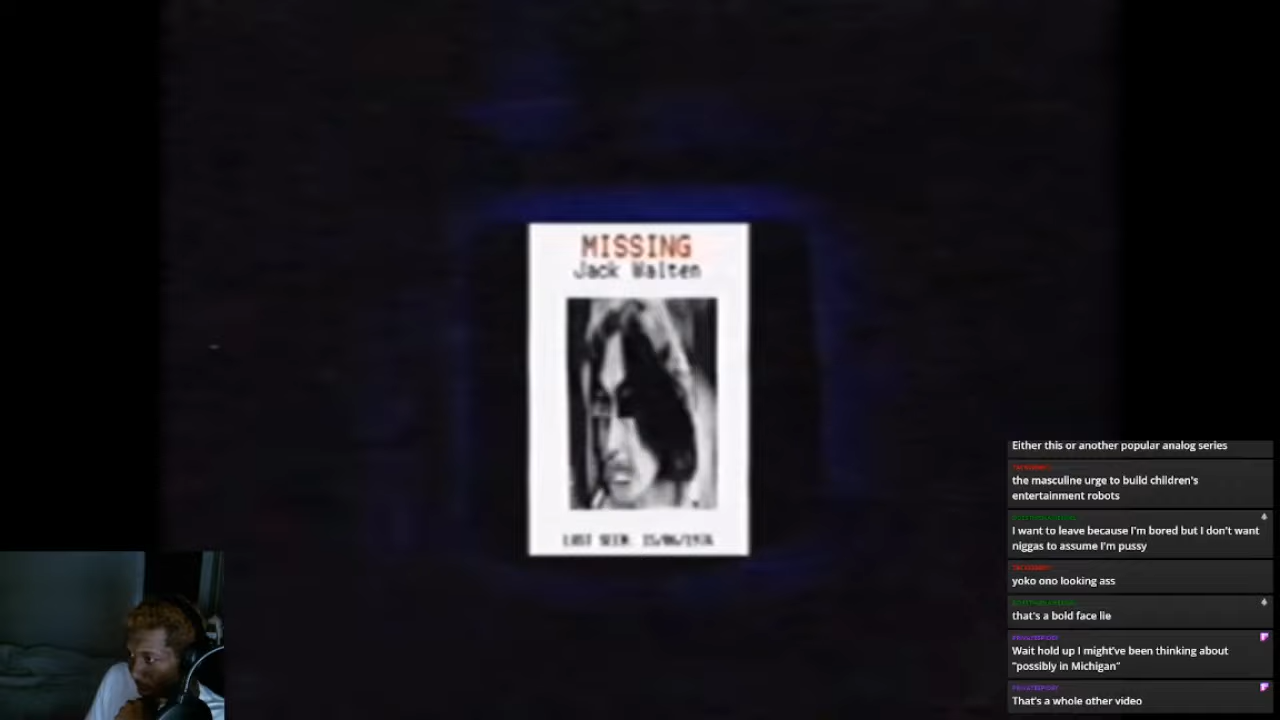 MISSING
Jack Walten
LAST SEEN:
Either this or another popular analog series
the masculine urge to build children's
entertainment robots
I want to leave because I'm bored but I don't want
niggas to assume I'm pussy
yoko ono looking ass
that's a bold face lie
Wait hold up I might've been thinking about
"possibly in Michigan"
That's a whole other video